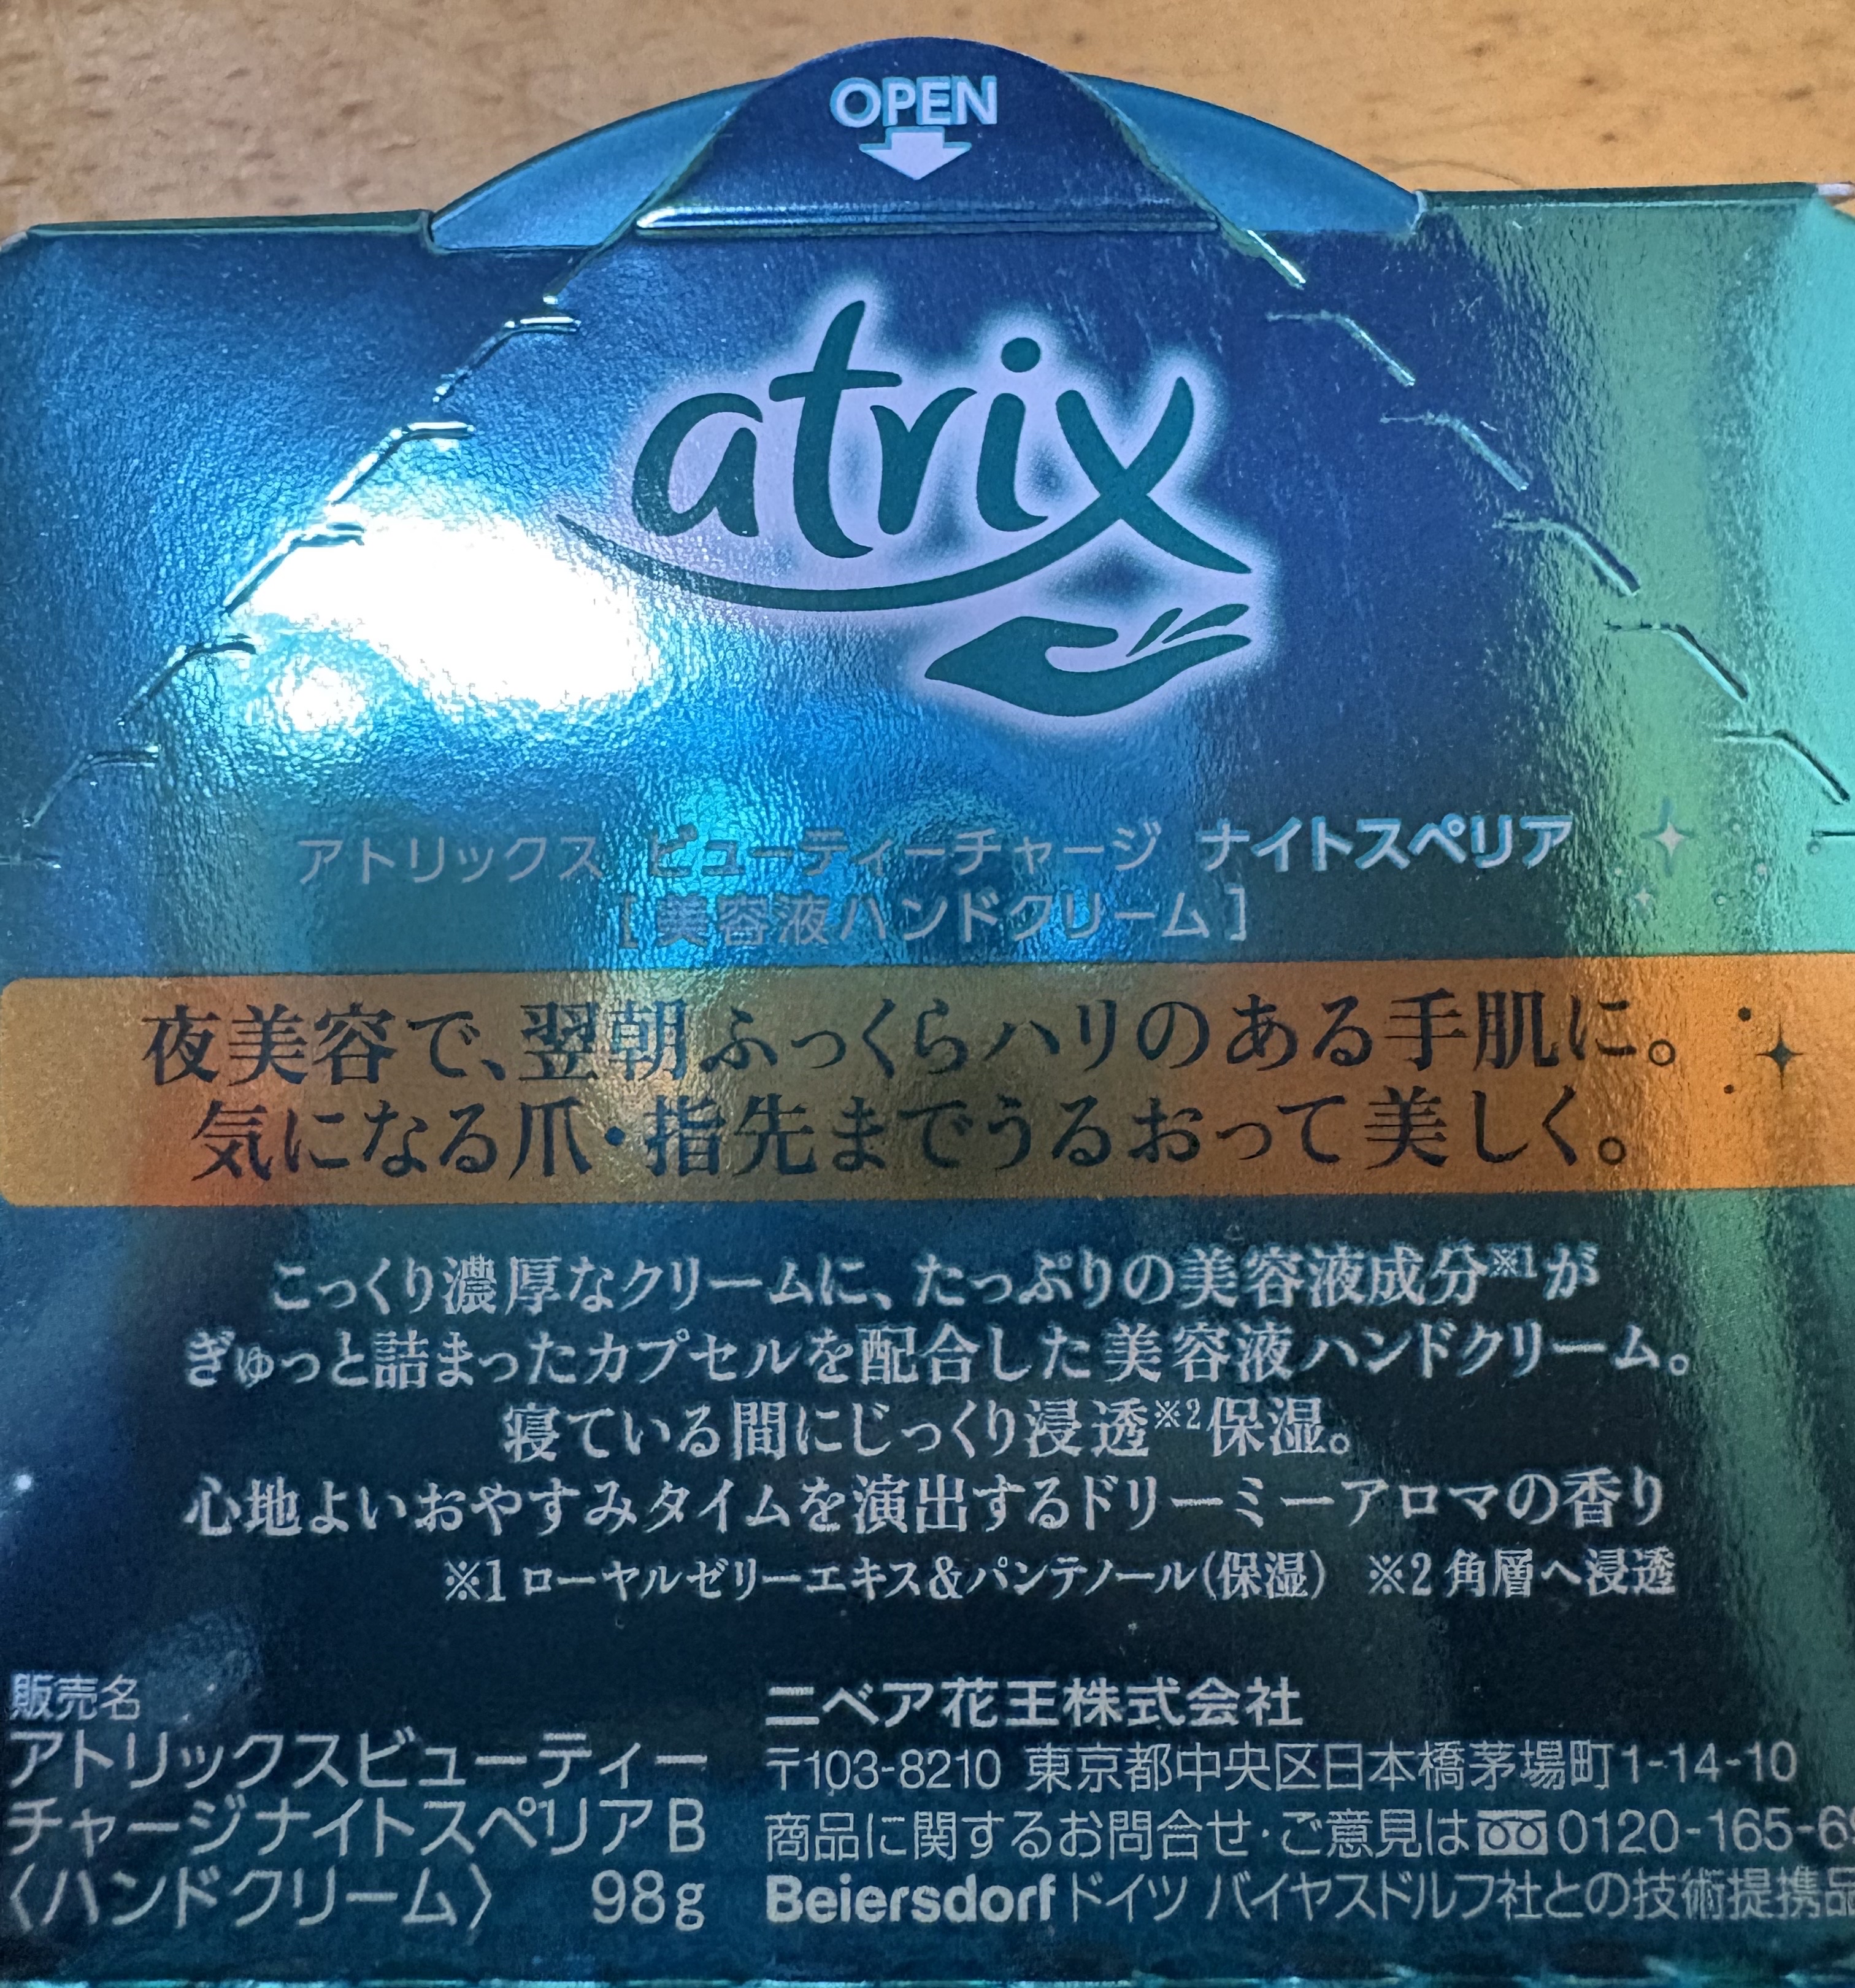 OPEN
atrix
アトリックス ビューティーチャージ ナイトスペリア
[美容液ハンドクリーム]
夜美容で、翌朝ふっくらハリのある手肌に。
気になる爪・指先までうるおって美しく。
こっくり濃厚なクリームに、たっぷりの美容液成分※1が
ぎゅっと詰まったカプセルを配合した美容液ハンドクリーム。
寝ている間にじっくり浸透※2保湿。
心地よいおやすみタイムを演出するドリーミーアロマの香り
※1 ローヤルゼリーエキス&パンテノール(保湿) ※2 角層へ浸透
販売名
アトリックスビューティー
チャージナイトスペリアB
〈ハンドクリーム〉 98g
ニベア花王株式会社
〒103-8210 東京都中央区日本橋茅場町1-14-10
商品に関するお問合せ・ご意見は 0120-165-69
Beiersdorf ドイツ バイヤスドルフ社との技術提携品